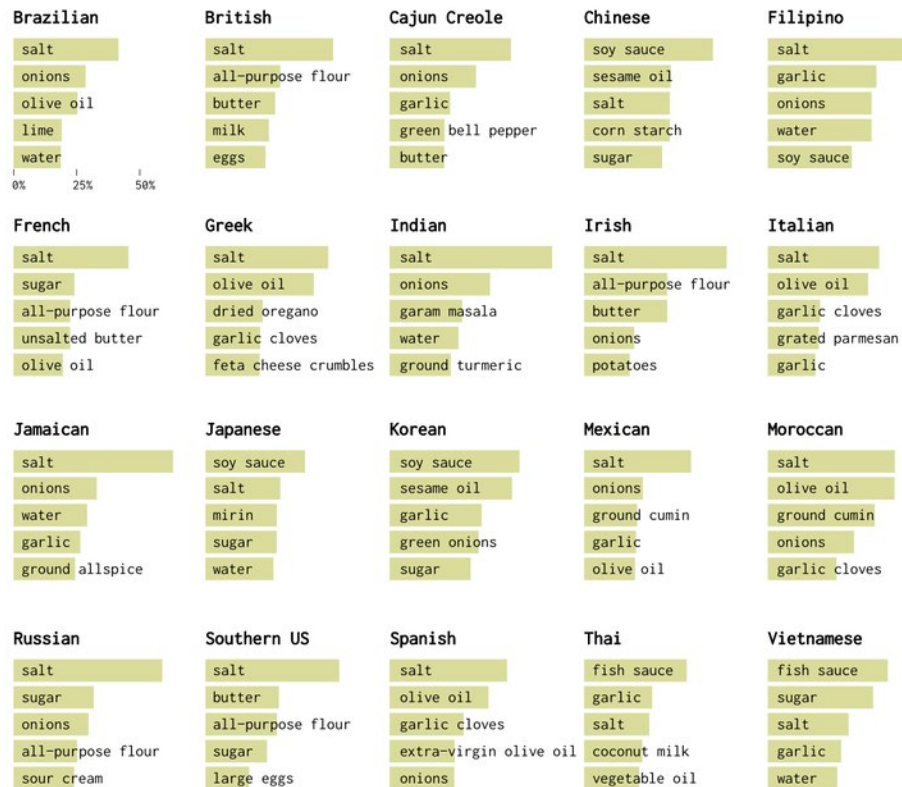 Brazilian
salt
onions
olive oil
lime
water
0% 25% 50%
British
salt
all-purpose flour
butter
milk
eggs
Cajun Creole
salt
onions
garlic
green bell pepper
butter
Chinese
soy sauce
sesame oil
salt
corn starch
sugar
Filipino
salt
garlic
onions
water
soy sauce
French
salt
sugar
all-purpose flour
unsalted butter
olive oil
Greek
salt
olive oil
dried oregano
garlic cloves
feta cheese crumbles
Indian
salt
onions
garam masala
water
ground turmeric
Irish
salt
all-purpose flour
butter
onions
potatoes
Italian
salt
olive oil
garlic cloves
grated parmesan
garlic
Jamaican
salt
onions
water
garlic
ground allspice
Japanese
soy sauce
salt
mirin
sugar
water
Korean
soy sauce
sesame oil
garlic
green onions
sugar
Mexican
salt
onions
ground cumin
garlic
olive oil
Moroccan
salt
olive oil
ground cumin
onions
garlic cloves
Russian
salt
sugar
onions
all-purpose flour
sour cream
Southern US
salt
butter
all-purpose flour
sugar
large eggs
Spanish
salt
olive oil
garlic cloves
extra-virgin olive oil
onions
Thai
fish sauce
garlic
salt
coconut milk
vegetable oil
Vietnamese
fish sauce
sugar
salt
garlic
water